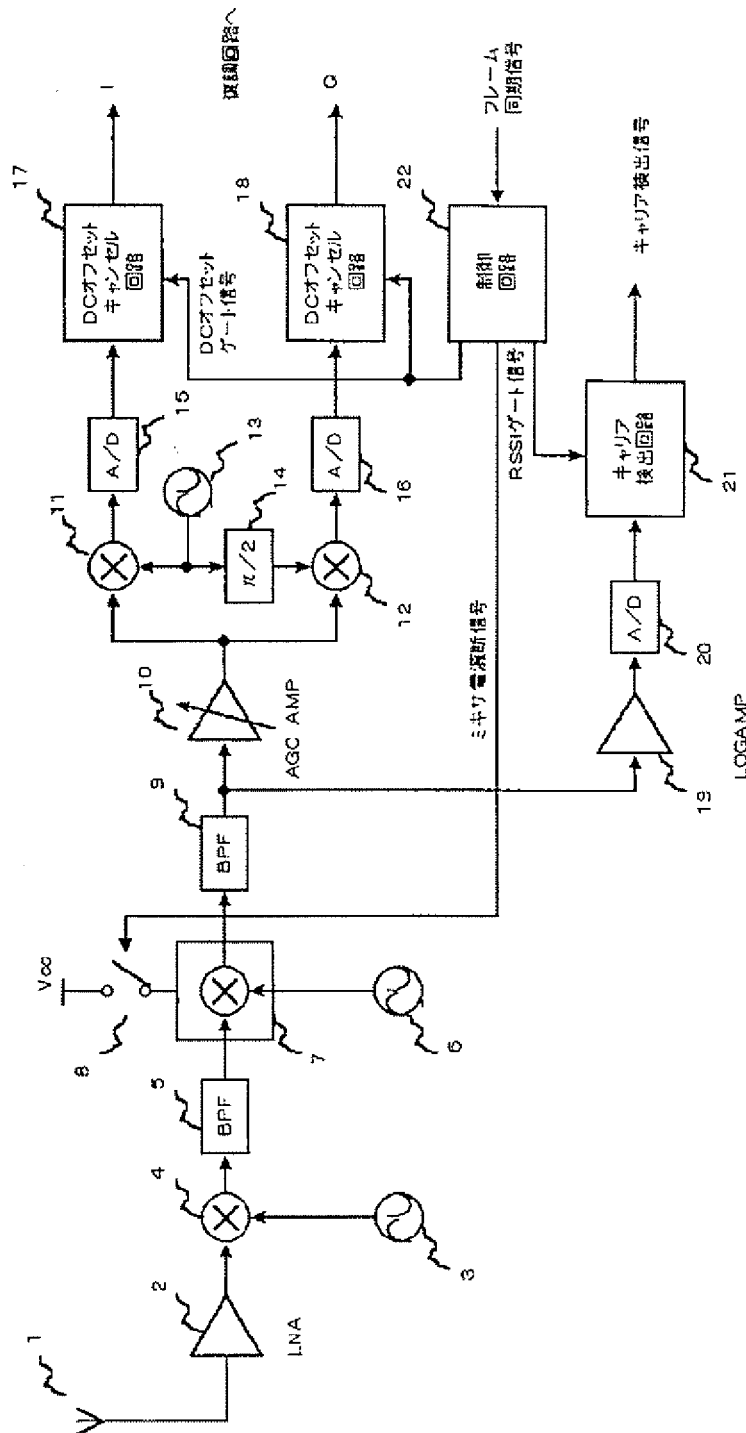 1
2
LNA
3
4
5
BPF
6
7
8
Vcc
9
BPF
10
AGC AMP
11
12
13
14
π/2
15
A/D
16
A/D
17
DCオフセット
キャンセル
回路
I
復調回路へ
18
DCオフセット
キャンセル
回路
Q
DCオフセット
ゲート信号
22
制御
回路
フレーム
同期信号
ミキサ電源断信号
RSSIゲート信号
19
LOGAMP
20
A/D
21
キャリア
検出回路
キャリア検出信号